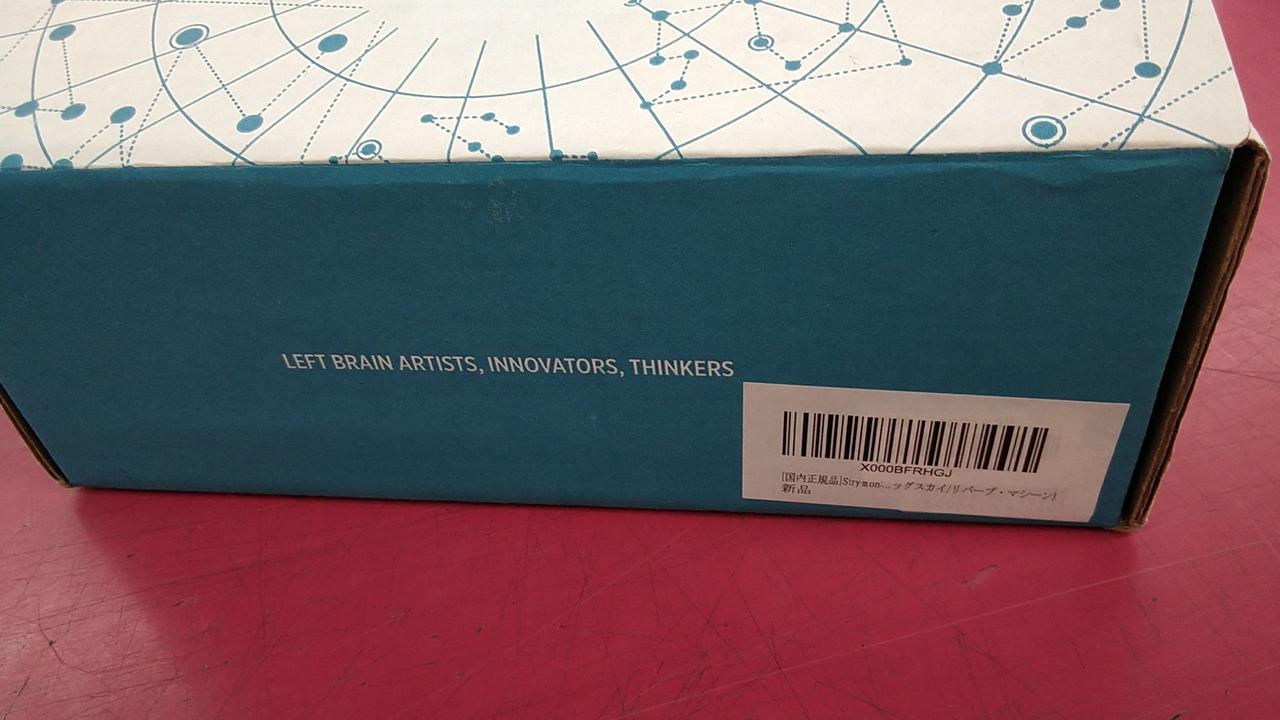 LEFT BRAIN ARTISTS, INNOVATORS, THINKERS
X000BFRHGJ
[国内正規品]Strymon:...ッグスカイ/リバーブ・マシーン)
新品